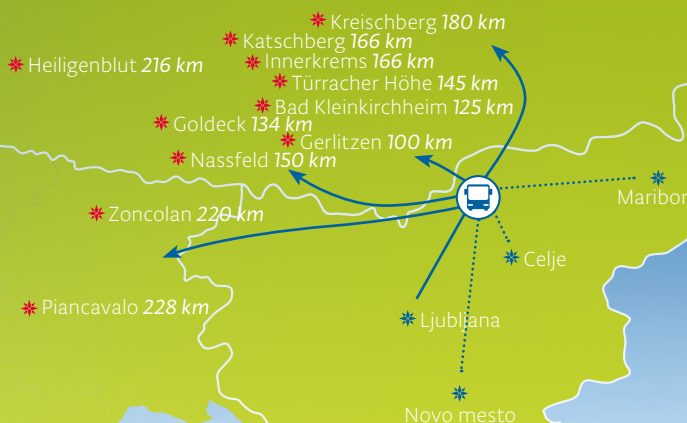 Kreischberg 180 km
Katschberg 166 km
Heiligenblut 216 km
Innerkrems 166 km
Türracher Höhe 145 km
Bad Kleinkirchheim 125 km
Goldeck 134 km
Gerlitzen 100 km
Nassfeld 150 km
Maribor
Zoncolan 220 km
Celje
Piancavalo 228 km
Ljubljana
Novo mesto